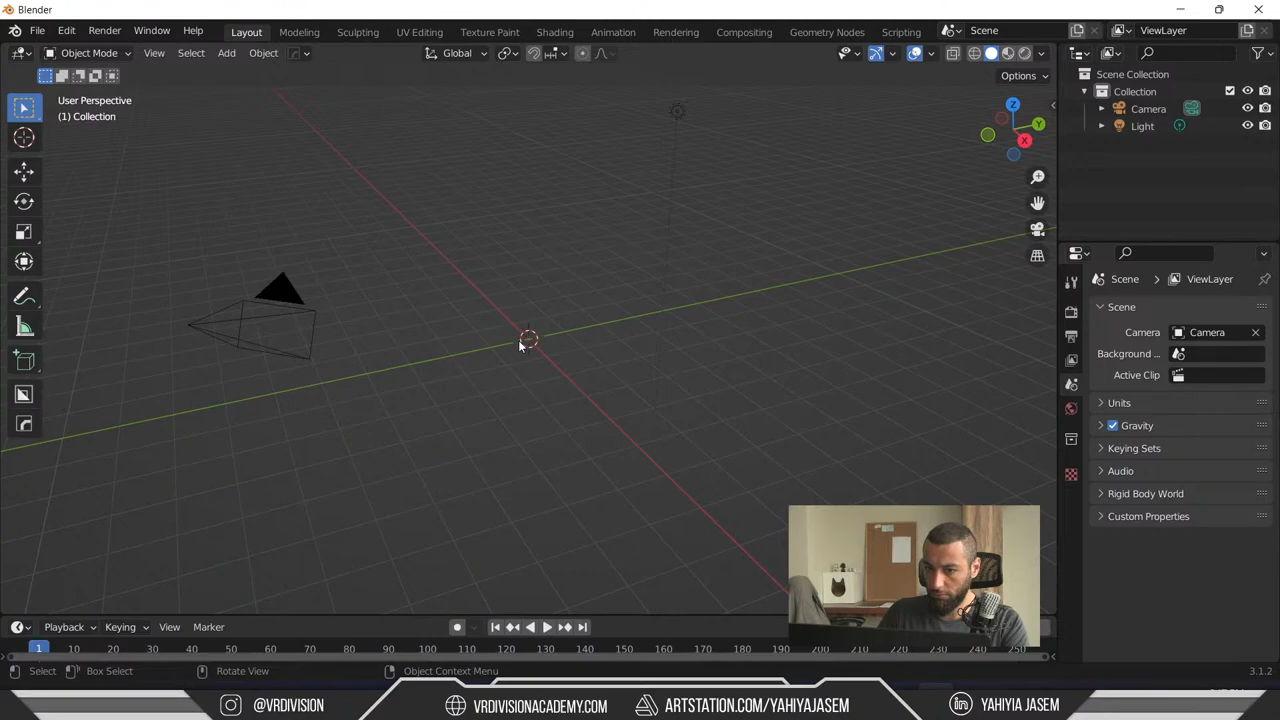 Blender
File Edit Render Window Help
Layout Modeling Sculpting UV Editing Texture Paint Shading Animation Rendering Compositing Geometry Nodes Scripting
Scene
ViewLayer
Object Mode View Select Add Object
Global
Options
User Perspective
(1) Collection
Z
Y
X
Scene Collection
Collection
Camera
Light
Scene > ViewLayer
Scene
Camera Camera
Background ...
Active Clip
Units
Gravity
Keying Sets
Audio
Rigid Body World
Custom Properties
Playback Keying View Marker
1 10 20 30 40 50 60 70 80 90 100 110 120 130 140 150 160 170 180 190 200 210 220 230 240 250
Select Box Select Rotate View Object Context Menu
3.1.2
@VRDIVISION VRDIVISIONACADEMY.COM ARTSTATION.COM/YAHIYAJASEM YAHIYIA JASEM